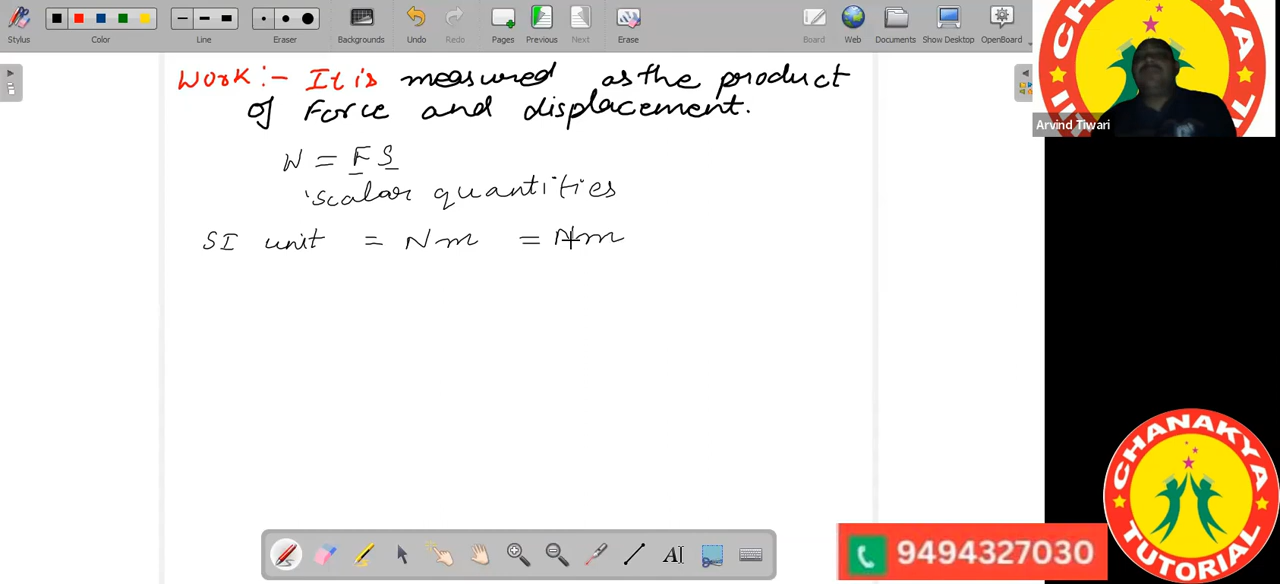 Stylus
Color
Line
Eraser
Backgrounds
Undo
Redo
Pages
Previous
Next
Erase
Board
Web
Documents
Show Desktop
OpenBoard
Work :- It is measured as the product
of Force and displacement.
W = F S
scalar quantities
SI unit = Nm = Nm
Arvind Tiwari
CHANAKYA
TUTORIAL
9494327030